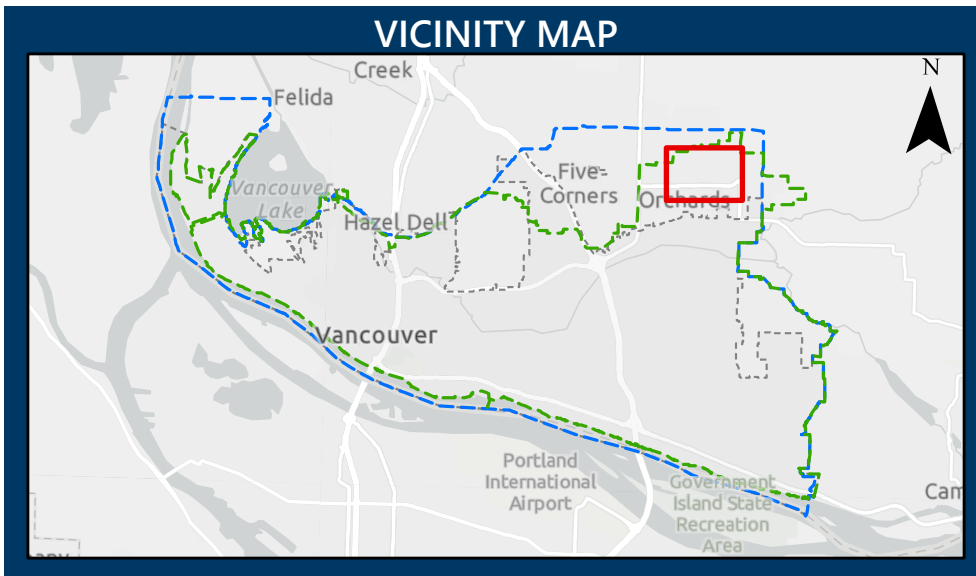 VICINITY MAP
N
Creek
Felida
Five
Corners
Vancouver
Lake
Orchards
Hazel Dell
Vancouver
Portland
International
Airport
Government
Island State
Recreation
Area
Cam